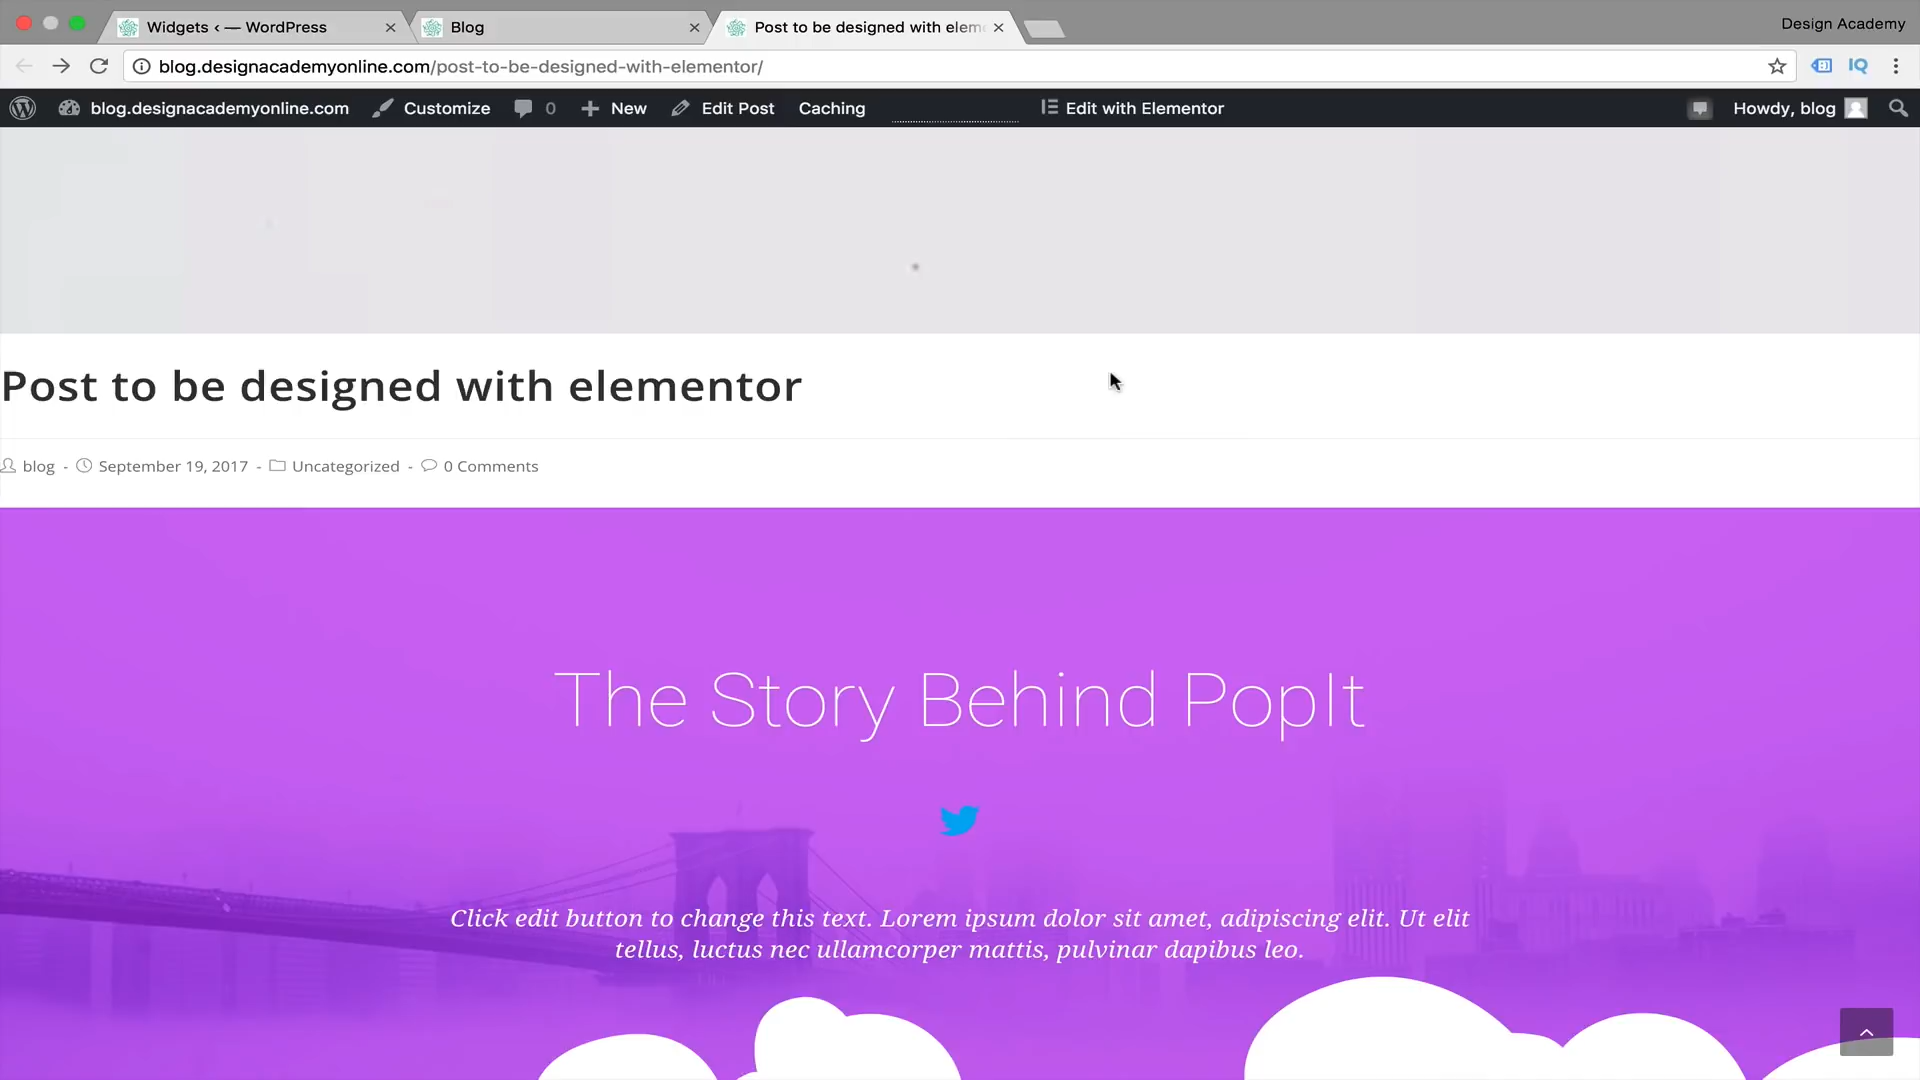 Widgets ‹ — WordPress
Blog
Post to be designed with elem
Design Academy
blog.designacademyonline.com/post-to-be-designed-with-elementor/
IQ
blog.designacademyonline.com
Customize
0
New
Edit Post
Caching
Edit with Elementor
Howdy, blog
Post to be designed with elementor
blog - September 19, 2017 - Uncategorized - 0 Comments
The Story Behind PopIt
Click edit button to change this text. Lorem ipsum dolor sit amet, adipiscing elit. Ut elit
tellus, luctus nec ullamcorper mattis, pulvinar dapibus leo.